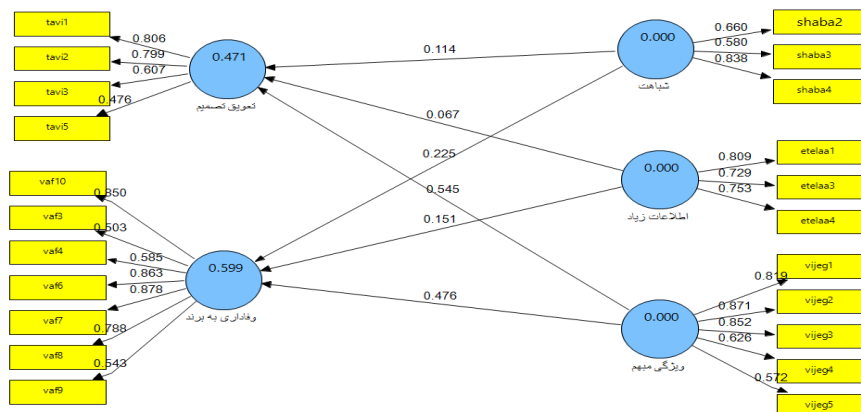 tavi1
tavi2
tavi3
tavi5
0.806
0.799
0.607
0.476
0.471
تعویق تصمیم
vaf10
vaf3
vaf4
vaf6
vaf7
vaf8
vaf9
0.850
0.503
0.585
0.863
0.878
0.788
0.543
0.599
وفاداری به برند
0.114
0.067
0.225
0.545
0.151
0.476
0.000
شباهت
0.660
0.580
0.838
shaba2
shaba3
shaba4
0.000
اطلاعات زیاد
0.809
0.729
0.753
etelaa1
etelaa3
etelaa4
0.000
ویژگی مبهم
0.819
0.871
0.852
0.626
0.572
vijeg1
vijeg2
vijeg3
vijeg4
vijeg5